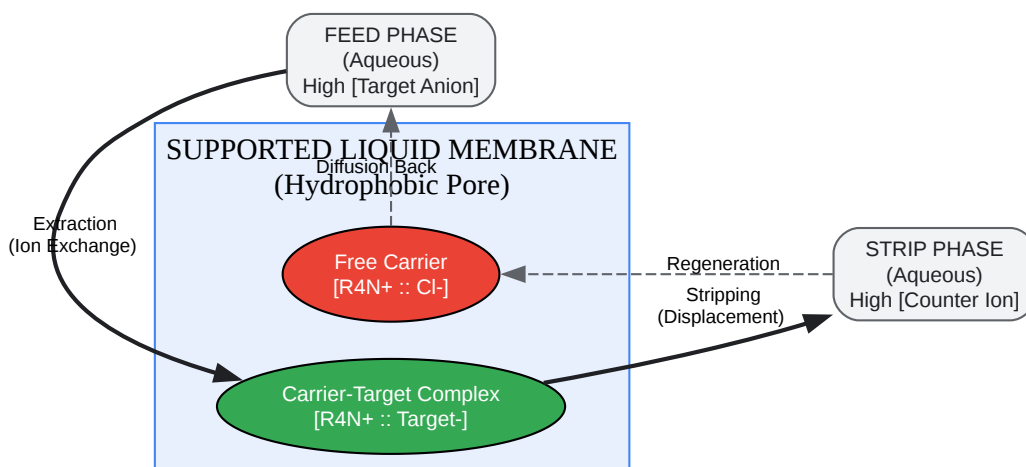 FEED PHASE
(Aqueous)
High [Target Anion]
SUPPORTED LIQUID MEMBRANE
(Hydrophobic Pore)
Diffusion Back
Extraction
(Ion Exchange)
Free Carrier
[R4N+ :: Cl-]
Regeneration
STRIP PHASE
(Aqueous)
High [Counter Ion]
Stripping
(Displacement)
Carrier-Target Complex
[R4N+ :: Target-]